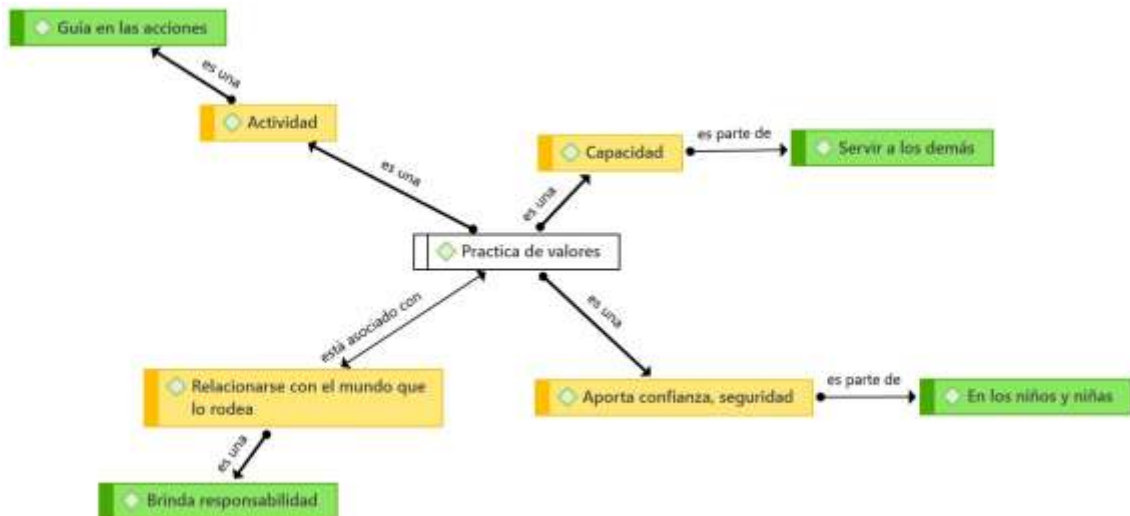 Guia en las acciones
es una
Actividad
es una
Capacidad
es parte de
Servir a los demás
es una
Practica de valores
está asociado con
es una
Relacionarse con el mundo que
lo rodea
Aporta confianza, seguridad
es parte de
En los niños y niñas
es una
Brinda responsabilidad